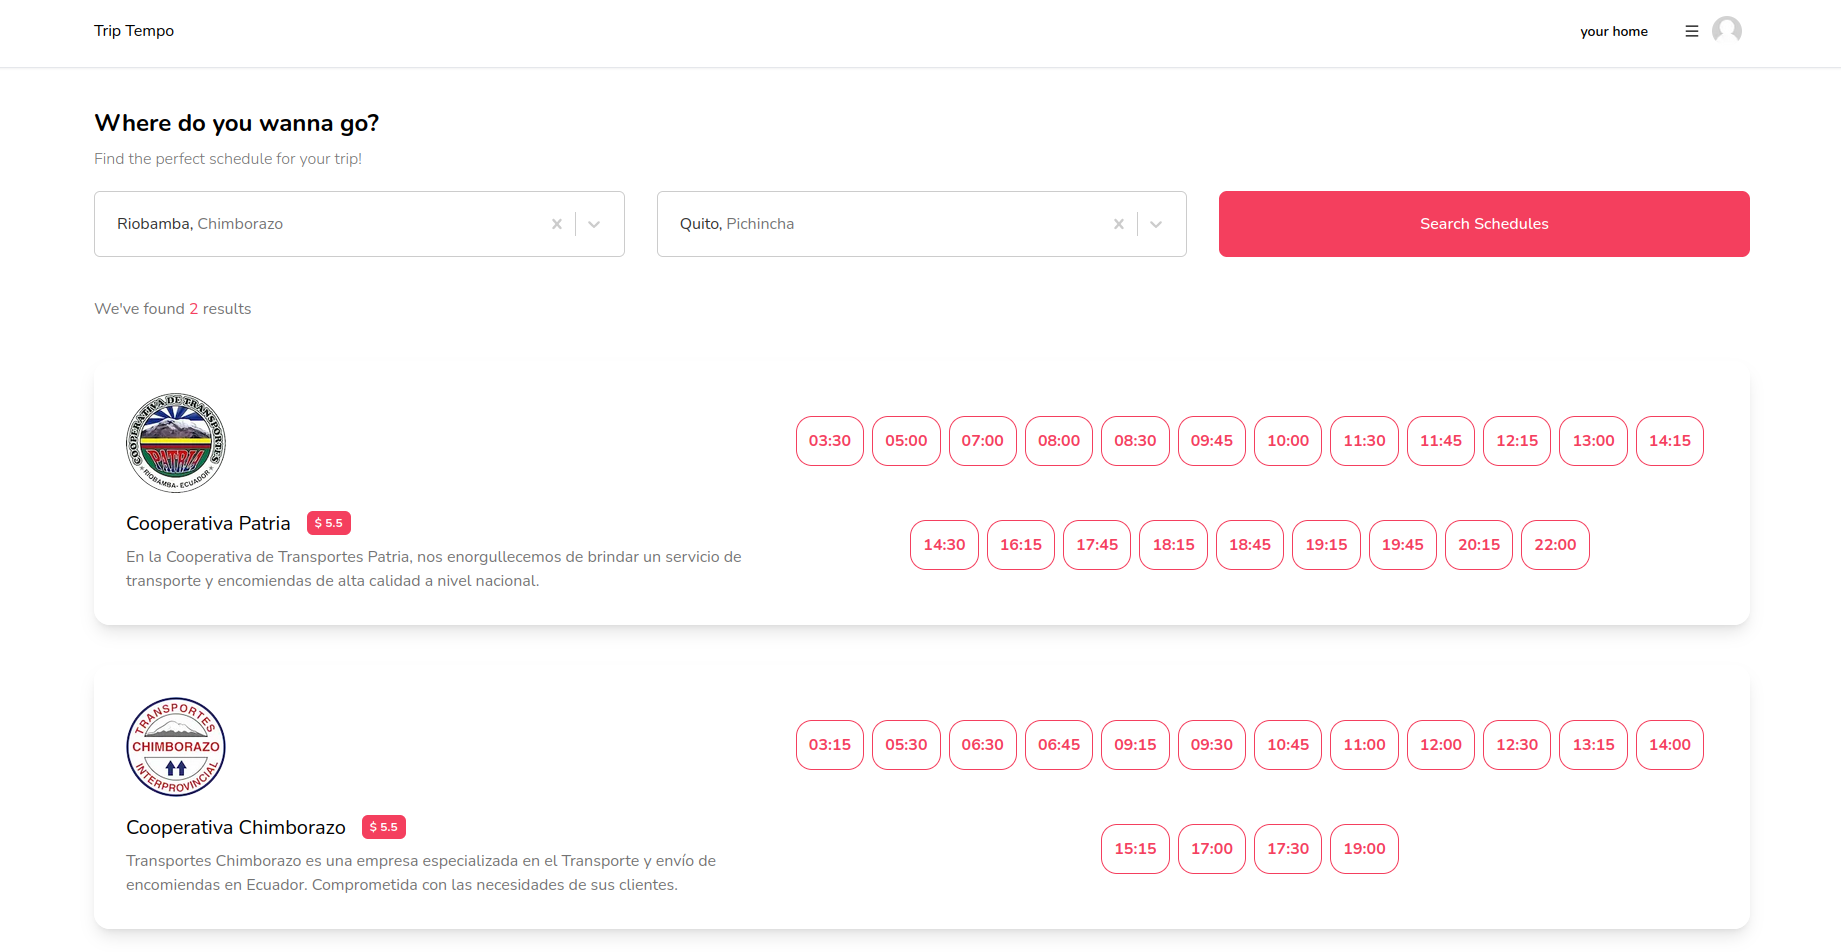 Trip Tempo
your home
Where do you wanna go?
Find the perfect schedule for your trip!
Riobamba, Chimborazo
Quito, Pichincha
Search Schedules
We've found 2 results
COOPERATIVA DE TRANSPORTES
PATRIA
RIOBAMBA - ECUADOR
03:30 05:00 07:00 08:00 08:30 09:45 10:00 11:30 11:45 12:15 13:00 14:15
14:30 16:15 17:45 18:15 18:45 19:15 19:45 20:15 22:00
Cooperativa Patria $ 5.5
En la Cooperativa de Transportes Patria, nos enorgullecemos de brindar un servicio de
transporte y encomiendas de alta calidad a nivel nacional.
TRANSPORTES
CHIMBORAZO
INTERPROVINCIAL
03:15 05:30 06:30 06:45 09:15 09:30 10:45 11:00 12:00 12:30 13:15 14:00
15:15 17:00 17:30 19:00
Cooperativa Chimborazo $ 5.5
Transportes Chimborazo es una empresa especializada en el Transporte y envío de
encomiendas en Ecuador. Comprometida con las necesidades de sus clientes.